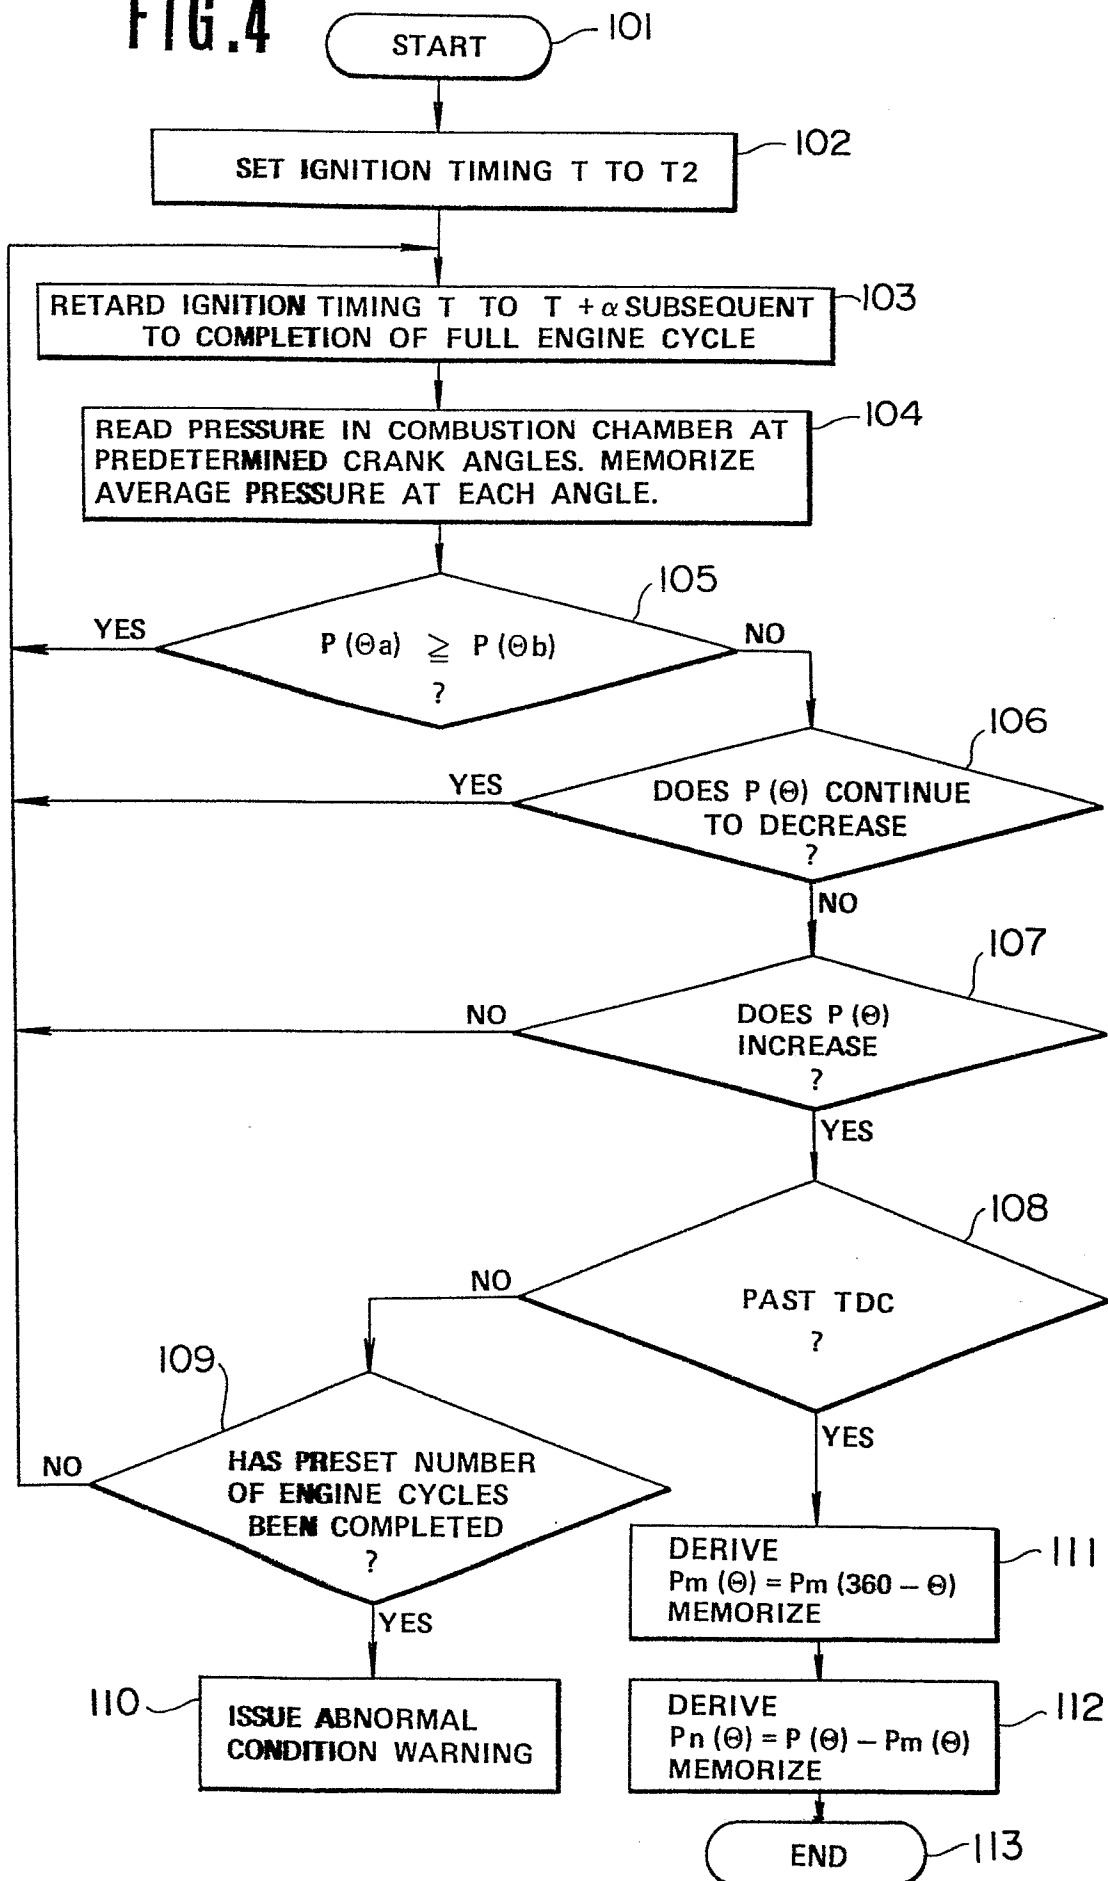 FIG.4
START
101
SET IGNITION TIMING T TO T2
102
RETARD IGNITION TIMING T TO T + α SUBSEQUENT
TO COMPLETION OF FULL ENGINE CYCLE
103
READ PRESSURE IN COMBUSTION CHAMBER AT
PREDETERMINED CRANK ANGLES. MEMORIZE
AVERAGE PRESSURE AT EACH ANGLE.
104
105
YES
P (Θa) ≧ P (Θb)
?
NO
106
YES
DOES P (Θ) CONTINUE
TO DECREASE
?
NO
107
NO
DOES P (Θ)
INCREASE
?
YES
108
NO
PAST TDC
?
YES
109
NO
HAS PRESET NUMBER
OF ENGINE CYCLES
BEEN COMPLETED
?
YES
110
ISSUE ABNORMAL
CONDITION WARNING
DERIVE
Pm (Θ) = Pm (360 – Θ)
MEMORIZE
111
DERIVE
Pn (Θ) = P (Θ) – Pm (Θ)
MEMORIZE
112
END
113